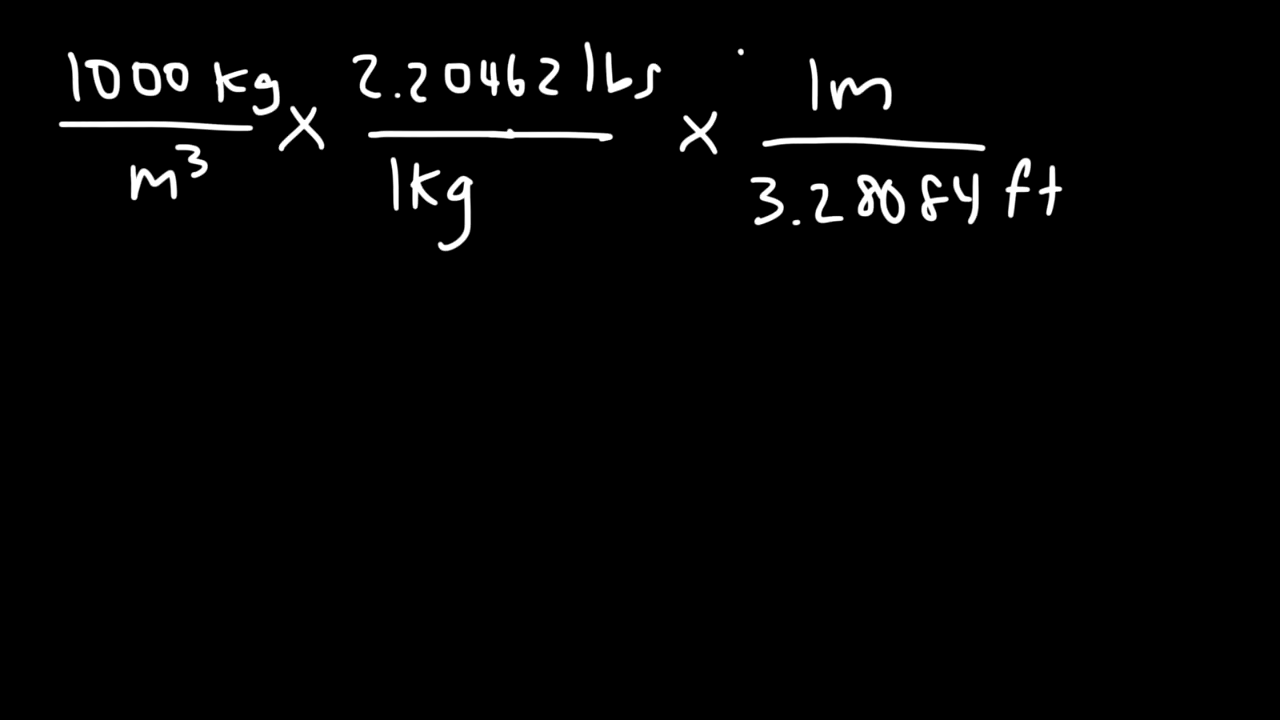 1000 kg × 2.20462 lbs × 1m
m³ 1kg 3.28084 ft